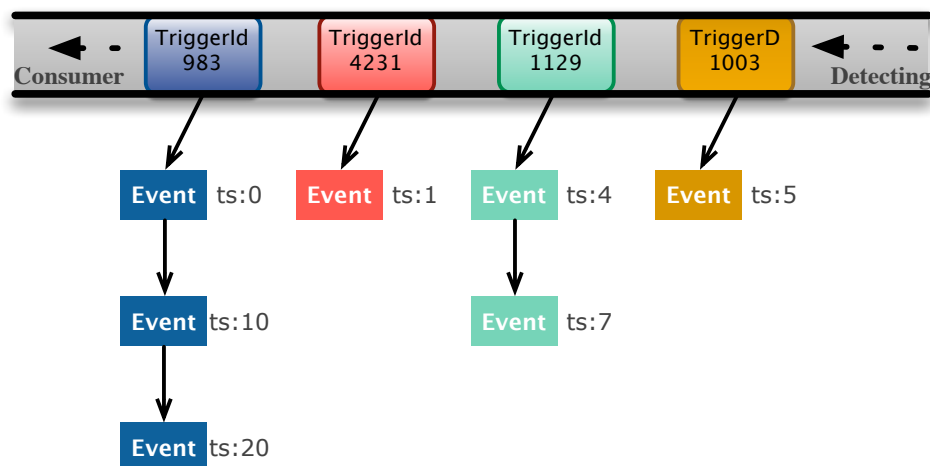 TriggerId
983
TriggerId
4231
TriggerId
1129
TriggerD
1003
Consumer
Detecting
Event ts:0
Event ts:1
Event ts:4
Event ts:5
Event ts:10
Event ts:7
Event ts:20